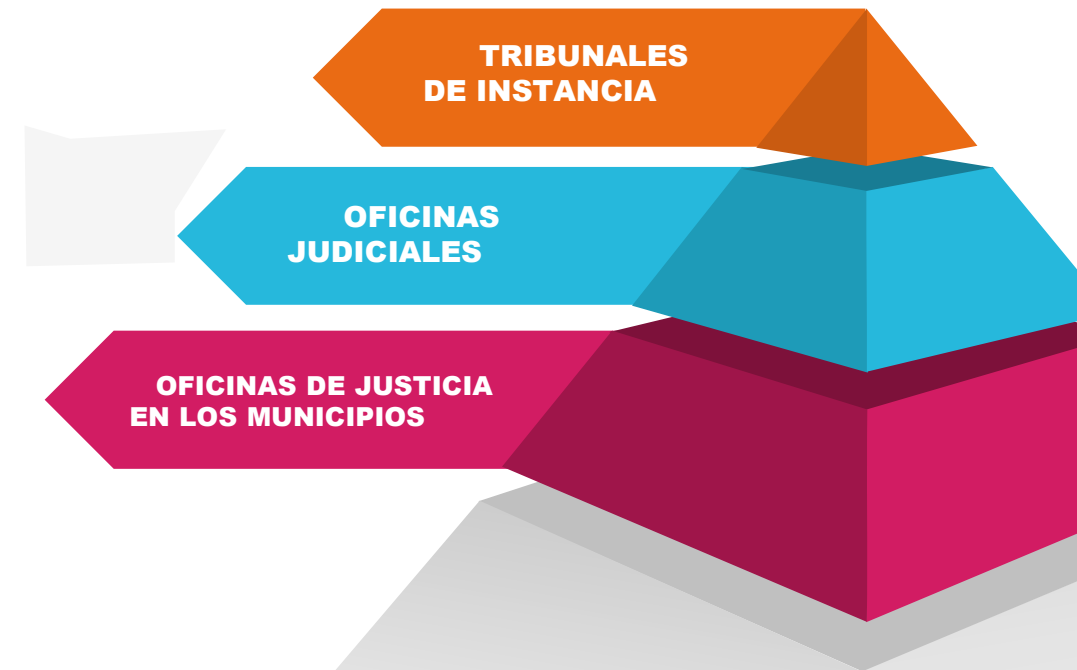 TRIBUNALES
DE INSTANCIA
OFICINAS
JUDICIALES
OFICINAS DE JUSTICIA
EN LOS MUNICIPIOS